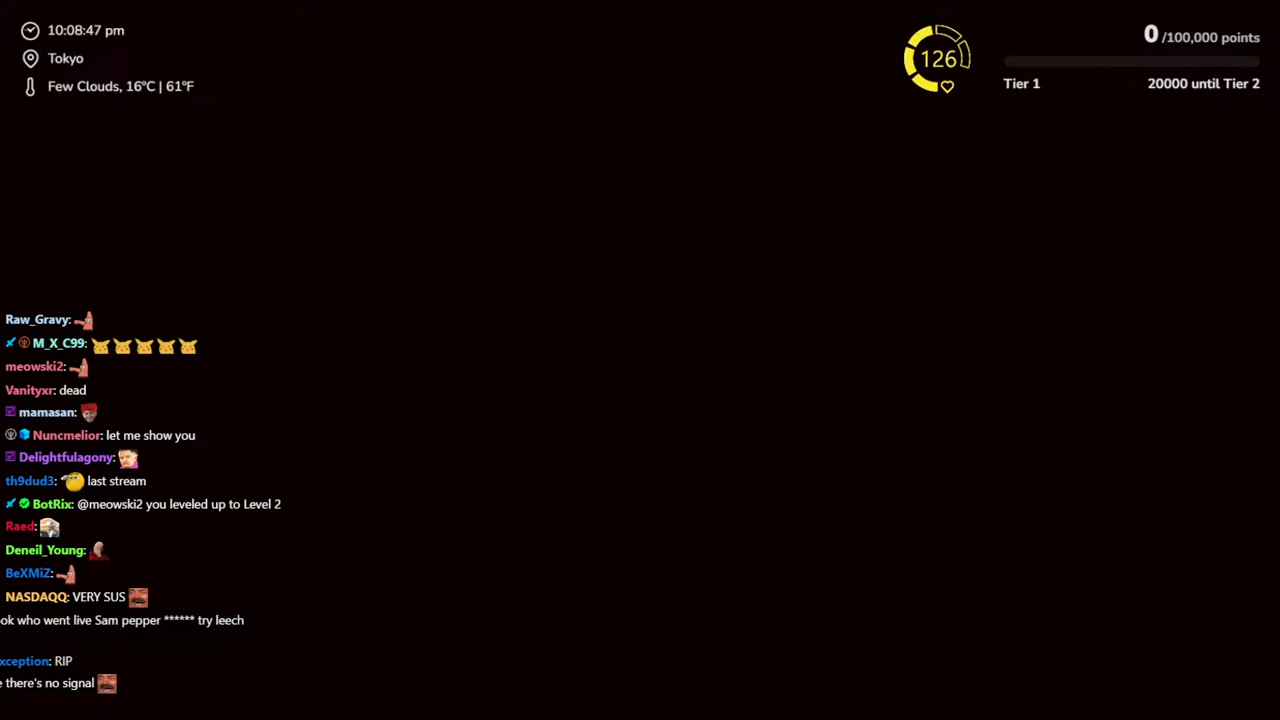 10:08:47 pm
Tokyo
Few Clouds, 16°C | 61°F
126
0 /100,000 points
Tier 1
20000 until Tier 2
Raw_Gravy:
M_X_C99:
meowski2:
Vanityxr: dead
mamasan:
Nuncmelior: let me show you
Delightfulagony:
th9dud3: last stream
BotRix: @meowski2 you leveled up to Level 2
Raed:
Deneil_Young:
BeXMiZ:
NASDAQQ: VERY SUS
ok who went live Sam pepper ****** try leech
xception: RIP
e there's no signal